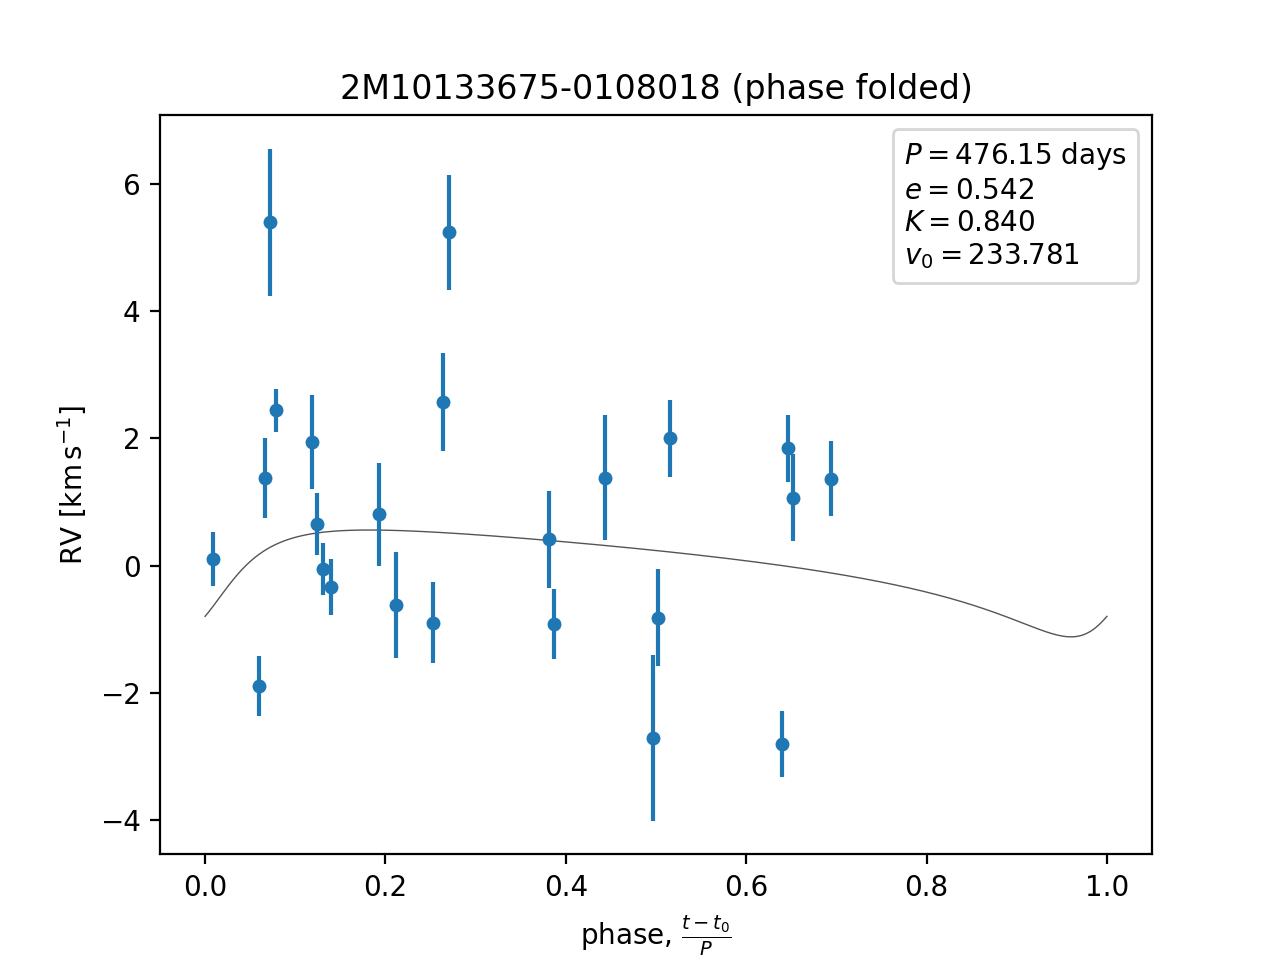 2M10133675-0108018 (phase folded)
P = 476.15 days
e = 0.542
K = 0.840
v₀ = 233.781
6
4
2
0
−2
−4
RV [km s⁻¹]
0.0 0.2 0.4 0.6 0.8 1.0
phase, (t − t₀)/P